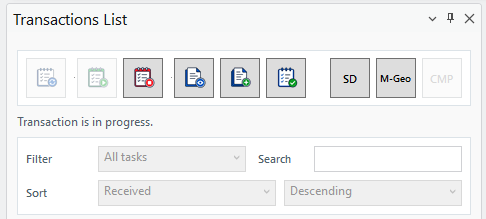 Transactions List
SD M-Geo CMP
Transaction is in progress.
Filter All tasks Search
Sort Received Descending